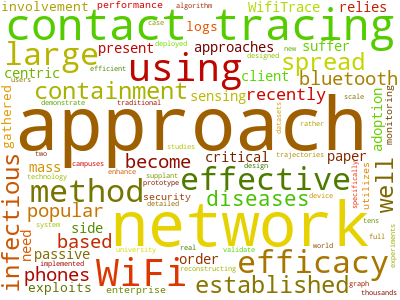 involvement performance case algorithm
contact tracing
WifiTrace relies
deployed new designed
logs
large using present approaches suffer
users
efficient
centric client spread
demonstrate traditional
containment sensing recently bluetooth
gathered
approach
adoption
monitoring
datasets rather
scale
mass become critical paper
campuses
trajectories
two security studies utilizes
infectious
method effective
technology enhance design supplant
specifically
well
popular side prototype detailed diseases
device
need based passive
system
order
network
university validate
tens
real full
WiFi efficacy
reconstructing
phones exploits
implemented enterprise
established
world
graph
experiments
thousands